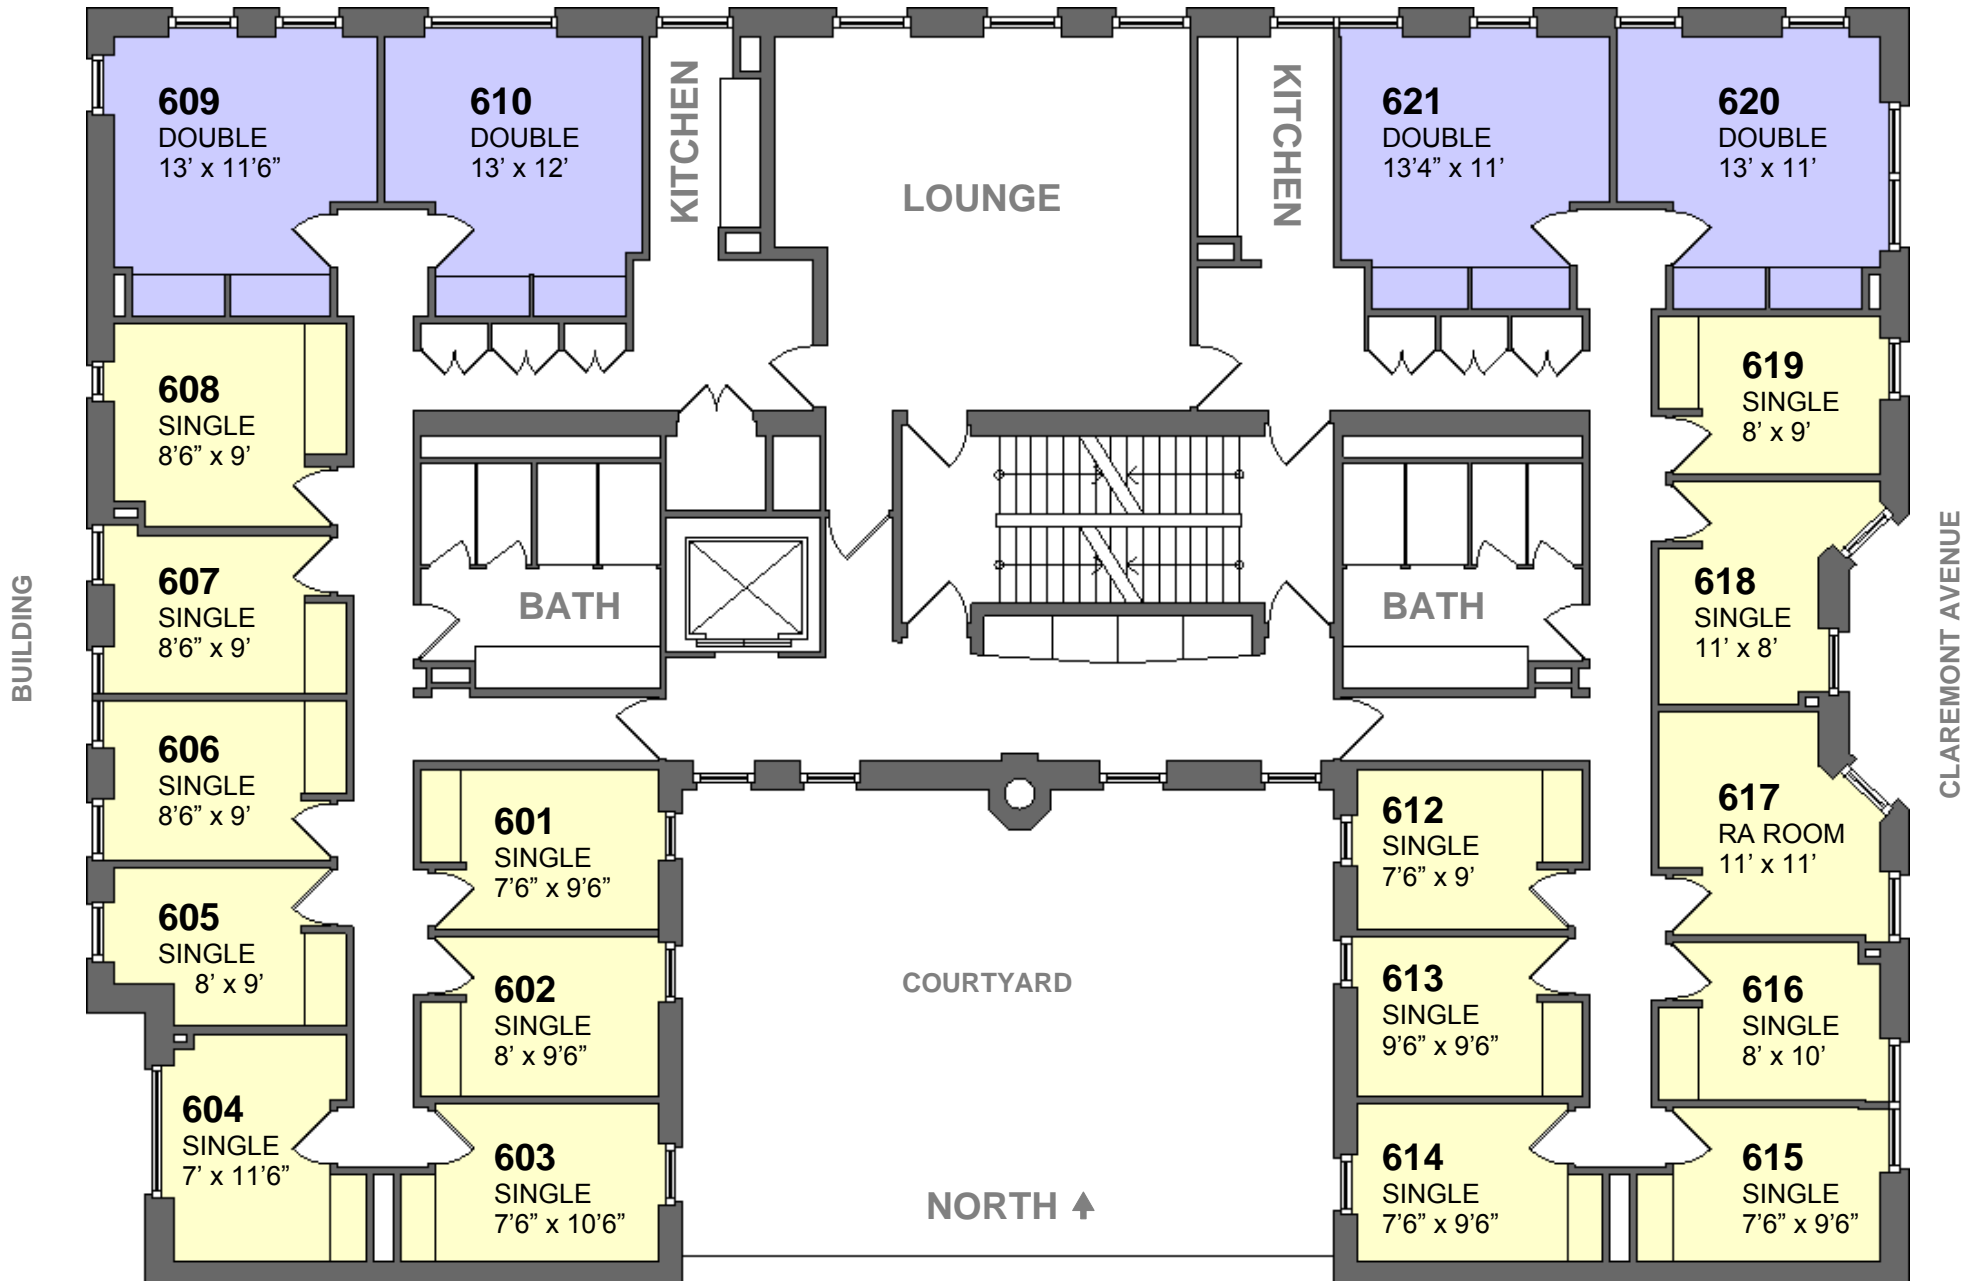 609
DOUBLE
13’ x 11’6”
610
DOUBLE
13’ x 12’
KITCHEN
LOUNGE
KITCHEN
621
DOUBLE
13’4” x 11’
620
DOUBLE
13’ x 11’
608
SINGLE
8’6” x 9’
619
SINGLE
8’ x 9’
607
SINGLE
8’6” x 9’
BATH
BATH
618
SINGLE
11’ x 8’
BUILDING
CLAREMONT AVENUE
606
SINGLE
8’6” x 9’
601
SINGLE
7’6” x 9’6”
612
SINGLE
7’6” x 9’
617
RA ROOM
11’ x 11’
605
SINGLE
8’ x 9’
602
SINGLE
8’ x 9’6”
COURTYARD
613
SINGLE
9’6” x 9’6”
616
SINGLE
8’ x 10’
604
SINGLE
7’ x 11’6”
603
SINGLE
7’6” x 10’6”
NORTH
614
SINGLE
7’6” x 9’6”
615
SINGLE
7’6” x 9’6”